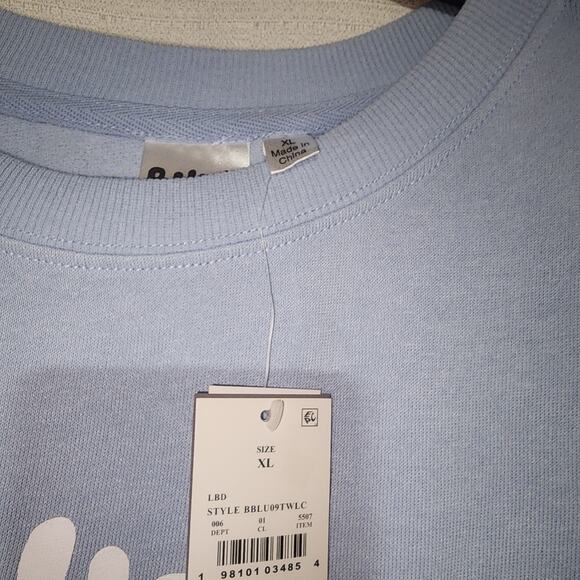 XL
Made in
China
SIZE
XL
LBD
STYLE BBLU09TWLC
006 01 5507
DEPT CL ITEM
1 98101 03485 4